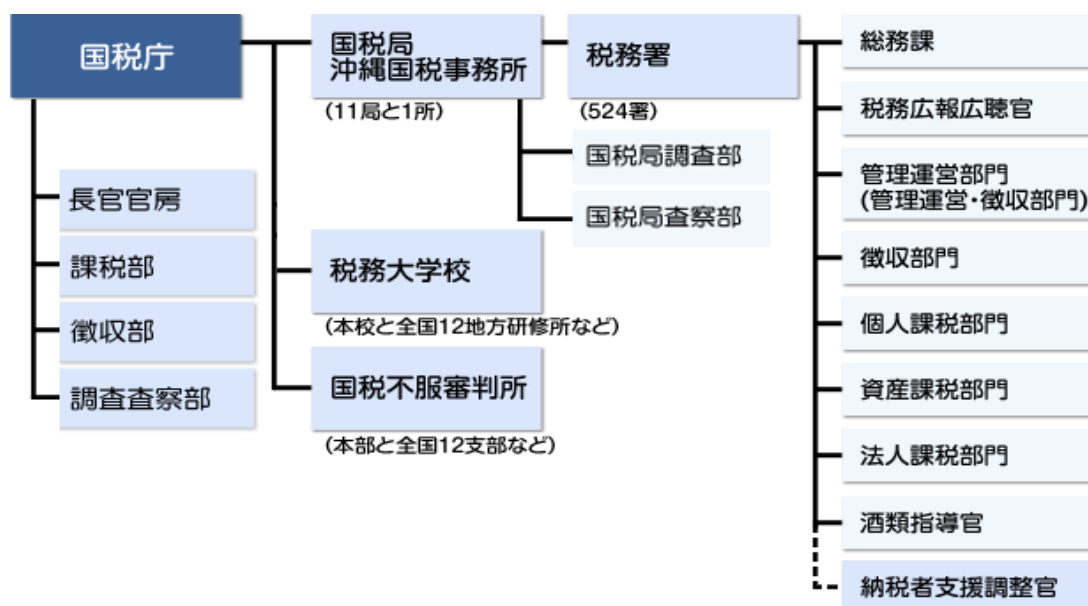 国税庁
長官官房
課税部
徴収部
調査査察部
国税局
沖縄国税事務所
(11局と1所)
税務大学校
(本校と全国12地方研修所など)
国税不服審判所
(本部と全国12支部など)
税務署
(524署)
国税局調査部
国税局査察部
総務課
税務広報広聴官
管理運営部門
(管理運営・徴収部門)
徴収部門
個人課税部門
資産課税部門
法人課税部門
酒類指導官
納税者支援調整官